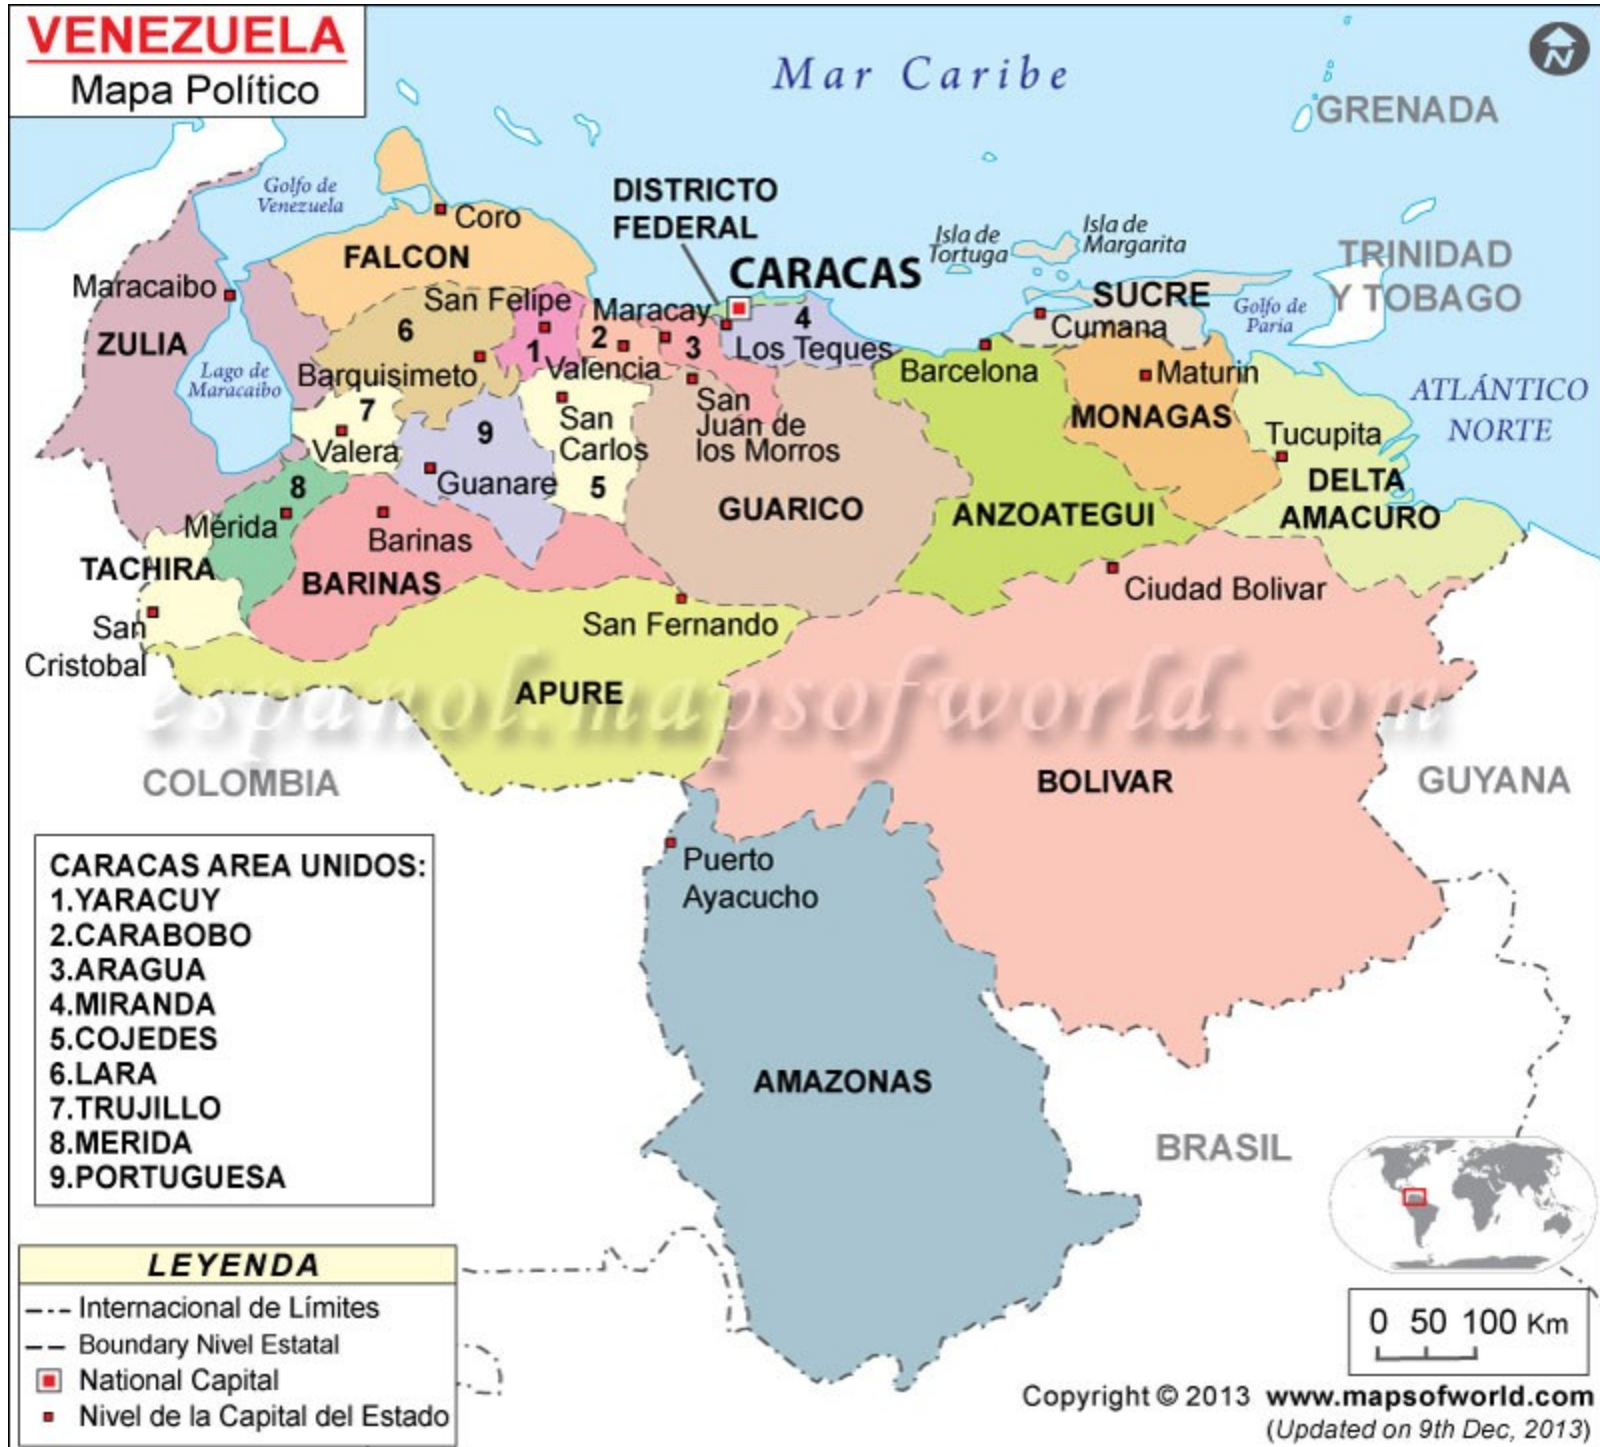 VENEZUELA
Mapa Político
Mar Caribe
N
GRENADA
Golfo de
Venezuela
DISTRICTO
FEDERAL
Coro
Isla de
Tortuga
Isla de
Margarita
FALCON
CARACAS
TRINIDAD
Y TOBAGO
Maracaibo
San Felipe
Maracay
SUCRE
Golfo de
Paria
ZULIA
6
1
2
3
4
Los Teques
Cumana
Lago de
Maracaibo
Barquisimeto
Valencia
Barcelona
Maturin
ATLÁNTICO
NORTE
7
Valera
9
San
Carlos
San
Juan de
los Morros
MONAGAS
Tucupita
8
Guanare
5
GUARICO
ANZOATEGUI
DELTA
AMACURO
Mérida
Barinas
TACHIRA
BARINAS
Ciudad Bolivar
San
Cristobal
San Fernando
APURE
espanol.mapsofworld.com
COLOMBIA
BOLIVAR
GUYANA
Puerto
Ayacucho
CARACAS AREA UNIDOS:
1.YARACUY
2.CARABOBO
3.ARAGUA
4.MIRANDA
5.COJEDES
6.LARA
7.TRUJILLO
8.MERIDA
9.PORTUGUESA
AMAZONAS
BRASIL
LEYENDA
Internacional de Límites
Boundary Nivel Estatal
National Capital
Nivel de la Capital del Estado
0 50 100 Km
Copyright © 2013 www.mapsofworld.com
(Updated on 9th Dec, 2013)